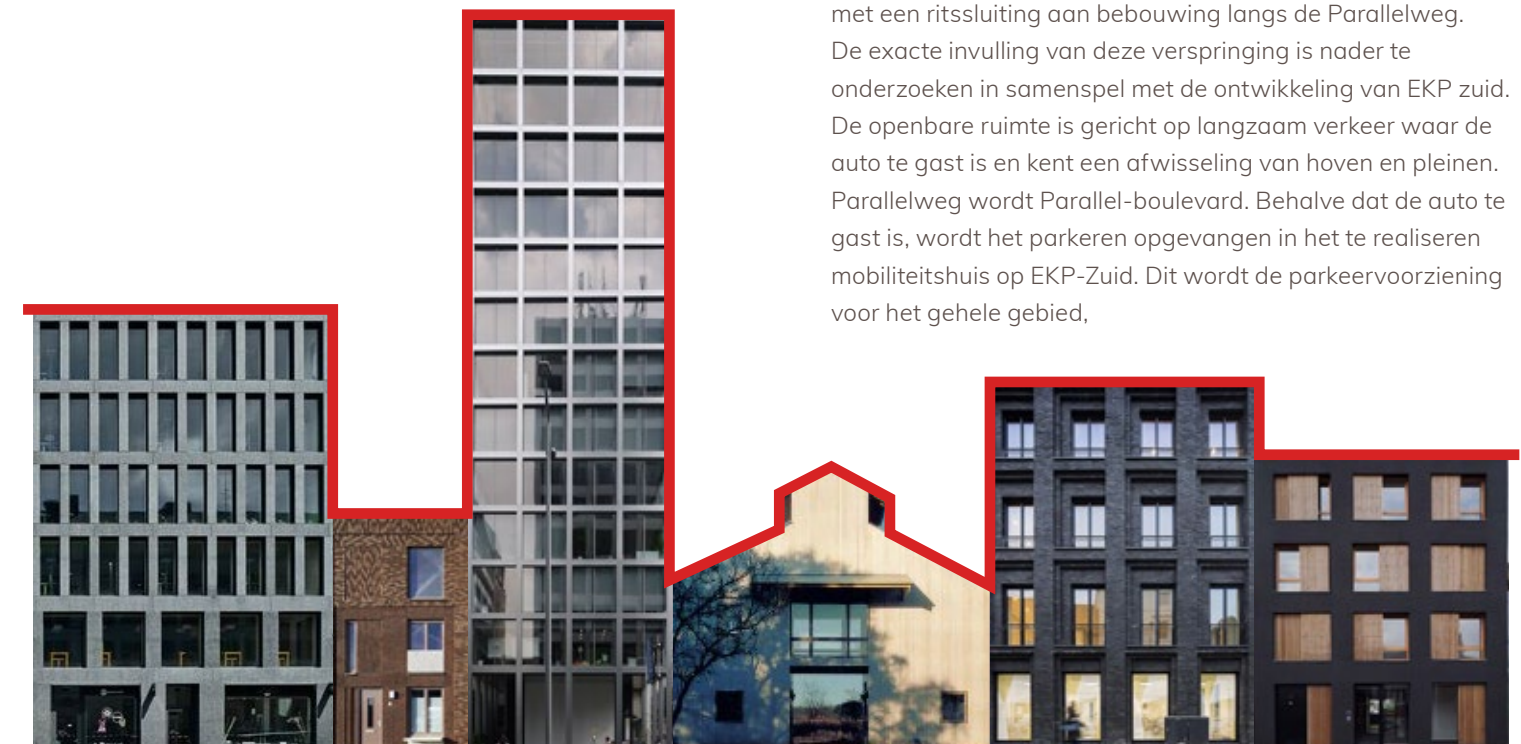 met een ritssluiting aan bebouwing langs de Parallelweg.
De exacte invulling van deze verspringing is nader te
onderzoeken in samenspel met de ontwikkeling van EKP zuid.
De openbare ruimte is gericht op langzaam verkeer waar de
auto te gast is en kent een afwisseling van hoven en pleinen.
Parallelweg wordt Parallel-boulevard. Behalve dat de auto te
gast is, wordt het parkeren opgevangen in het te realiseren
mobiliteitshuis op EKP-Zuid. Dit wordt de parkeervoorziening
voor het gehele gebied,